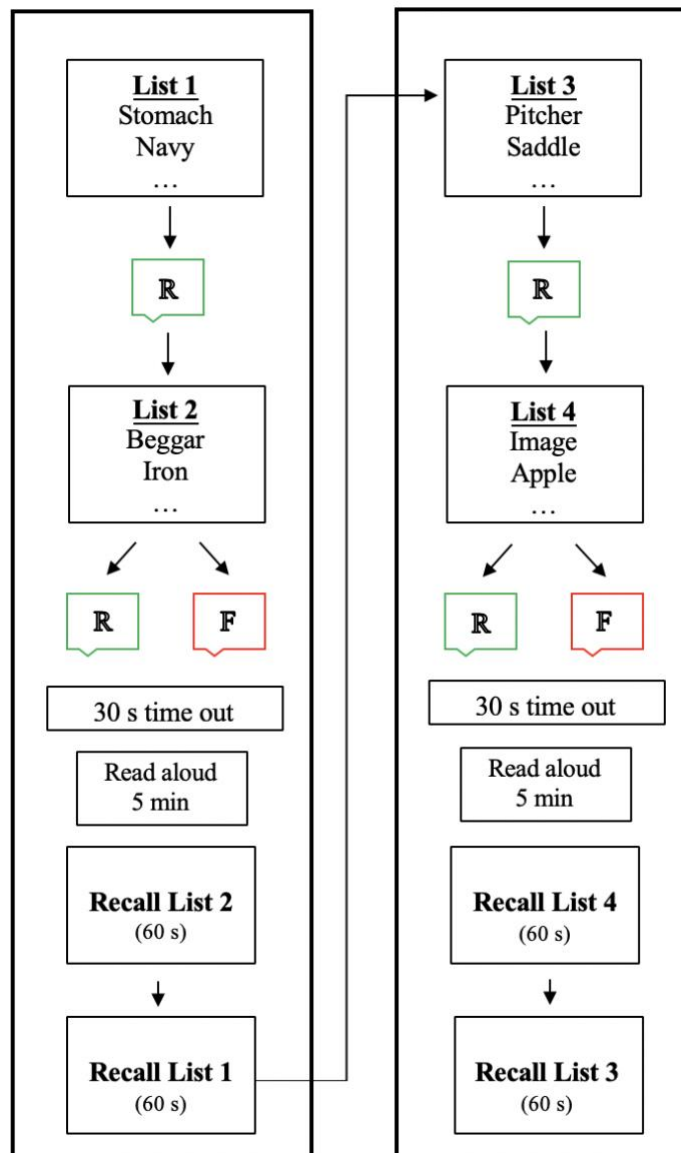 List 1
Stomach
Navy
…
ℝ
List 2
Beggar
Iron
…
ℝ
𝔽
30 s time out
Read aloud
5 min
Recall List 2
(60 s)
Recall List 1
(60 s)
List 3
Pitcher
Saddle
…
ℝ
List 4
Image
Apple
…
ℝ
𝔽
30 s time out
Read aloud
5 min
Recall List 4
(60 s)
Recall List 3
(60 s)